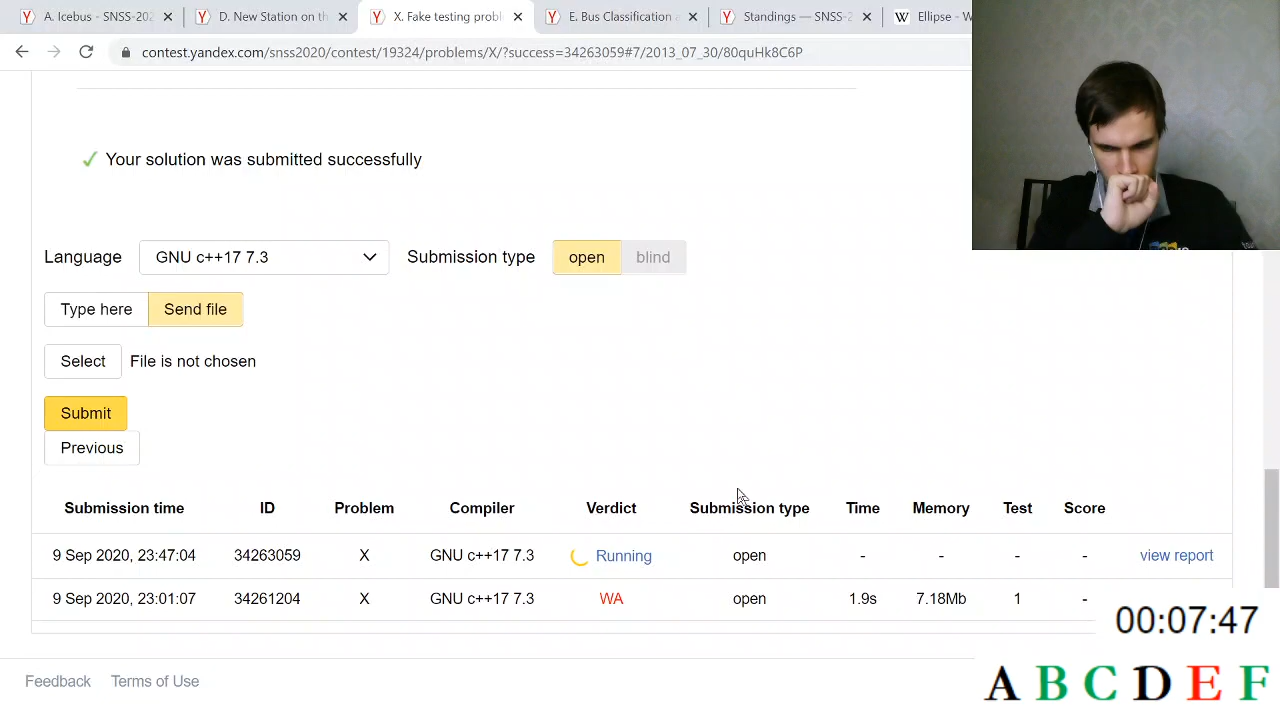 A. Icebus - SNSS-202
D. New Submition on th
X. Fake testing probl
E. Bus Classification a
Standings — SNSS-2
Ellipse - W
contest.yandex.com/snss2020/contest/19324/problems/X/?success=34263059#7/2013_07_30/80quHk8C6P
Your solution was submitted successfully
Language GNU c++17 7.3 Submission type open blind
Type here Send file
Select File is not chosen
Submit
Previous
Submission time ID Problem Compiler Verdict Submission type Time Memory Test Score
9 Sep 2020, 23:47:04 34263059 X GNU c++17 7.3 Running open - - - - view report
9 Sep 2020, 23:01:07 34261204 X GNU c++17 7.3 WA open 1.9s 7.18Mb 1 -
00:07:47
Feedback Terms of Use
A B C D E F